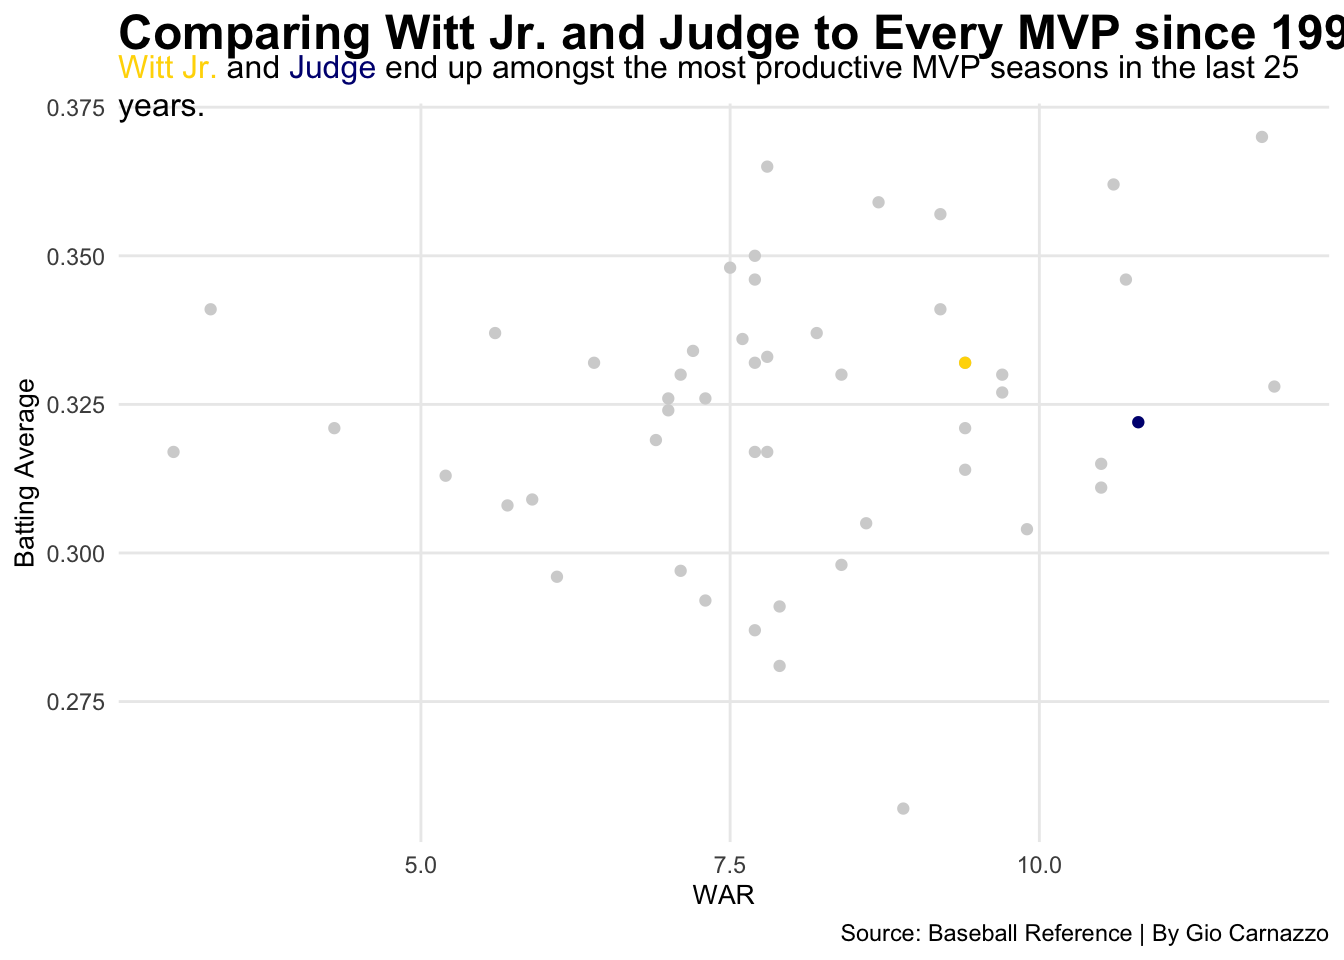 Comparing Witt Jr. and Judge to Every MVP since 199
Witt Jr. and Judge end up amongst the most productive MVP seasons in the last 25
years.
0.375
0.350
0.325
0.300
0.275
Batting Average
5.0 7.5 10.0
WAR
Source: Baseball Reference | By Gio Carnazzo